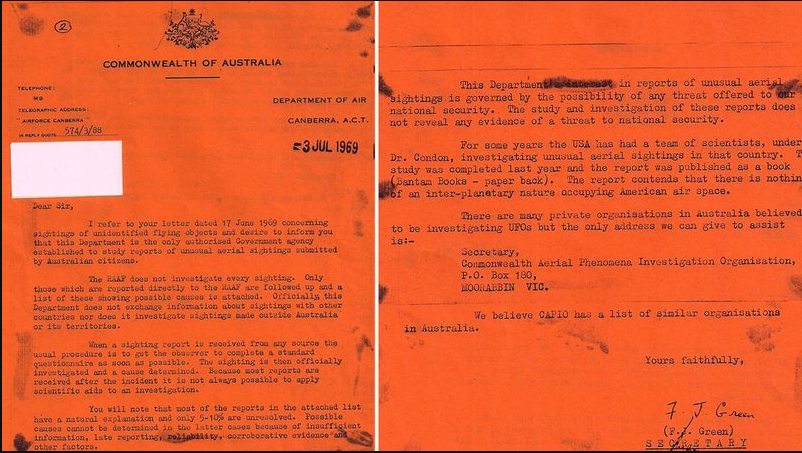 2
COMMONWEALTH OF AUSTRALIA
TELEPHONE:
M9
TELEGRAPHIC ADDRESS:
"AIRFORCE CANBERRA"
IN REPLY QUOTE 574/3/88
DEPARTMENT OF AIR
CANBERRA, A.C.T.
3 JUL 1969
Dear Sir,
I refer to your letter dated 17 June 1969 concerning
sightings of unidentified flying objects and desire to inform you
that this Department is the only authorised Government agency
established to study reports of unusual aerial sightings submitted
by Australian citizens.
The RAAF does not investigate every sighting. Only
those which are reported directly to the RAAF are followed up and a
list of these showing possible causes is attached. Officially, this
Department does not exchange information about sightings with other
countries nor does it investigate sightings made outside Australia
or its territories.
When a sighting report is received from any source the
usual procedure is to get the observer to complete a standard
questionnaire as soon as possible. The sighting is then officially
investigated and a cause determined. Because most reports are
received after the incident it is not always possible to apply
scientific aids to an investigation.
You will note that most of the reports in the attached list
have a natural explanation and only 5-10% are unresolved. Possible
causes cannot be determined in the latter cases because of insufficient
information, late reporting, reliability, corroborative evidence and
other factors.
This Department's interest in reports of unusual aerial
sightings is governed by the possibility of any threat offered to our
national security. The study and investigation of these reports does
not reveal any evidence of a threat to national security.
For some years the USA has had a team of scientists, under
Dr. Condon, investigating unusual aerial sightings in that country. T
study was completed last year and the report was published as a book
(Bantam Books - paper back). The report contends that there is nothin
of an inter-planetary nature occupying American air space.
There are many private organisations in Australia believed
to be investigating UFOs but the only address we can give to assist
is:-
Secretary,
Commonwealth Aerial Phenomena Investigation Organisation,
P.O. Box 180,
MOORABBIN VIC.
We believe CAPIO has a list of similar organisations
in Australia.
Yours faithfully,
F. J. Green
(F.J. Green)
SECRETARY